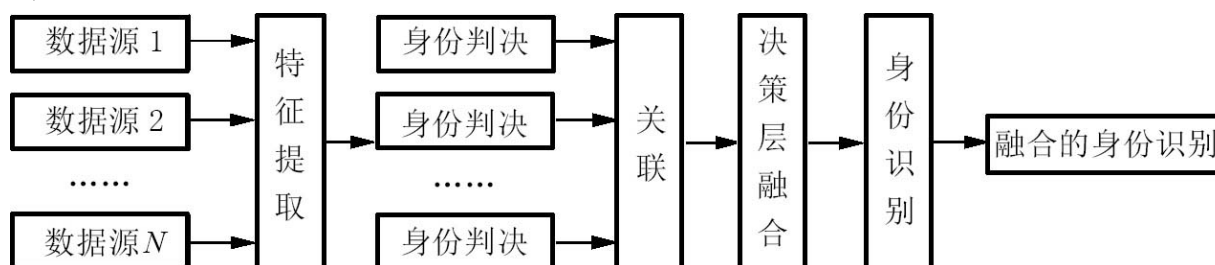 数据源1
数据源2
……
数据源N
特征提取
身份判决
身份判决
……
身份判决
关联
决策层融合
身份识别
融合的身份识别